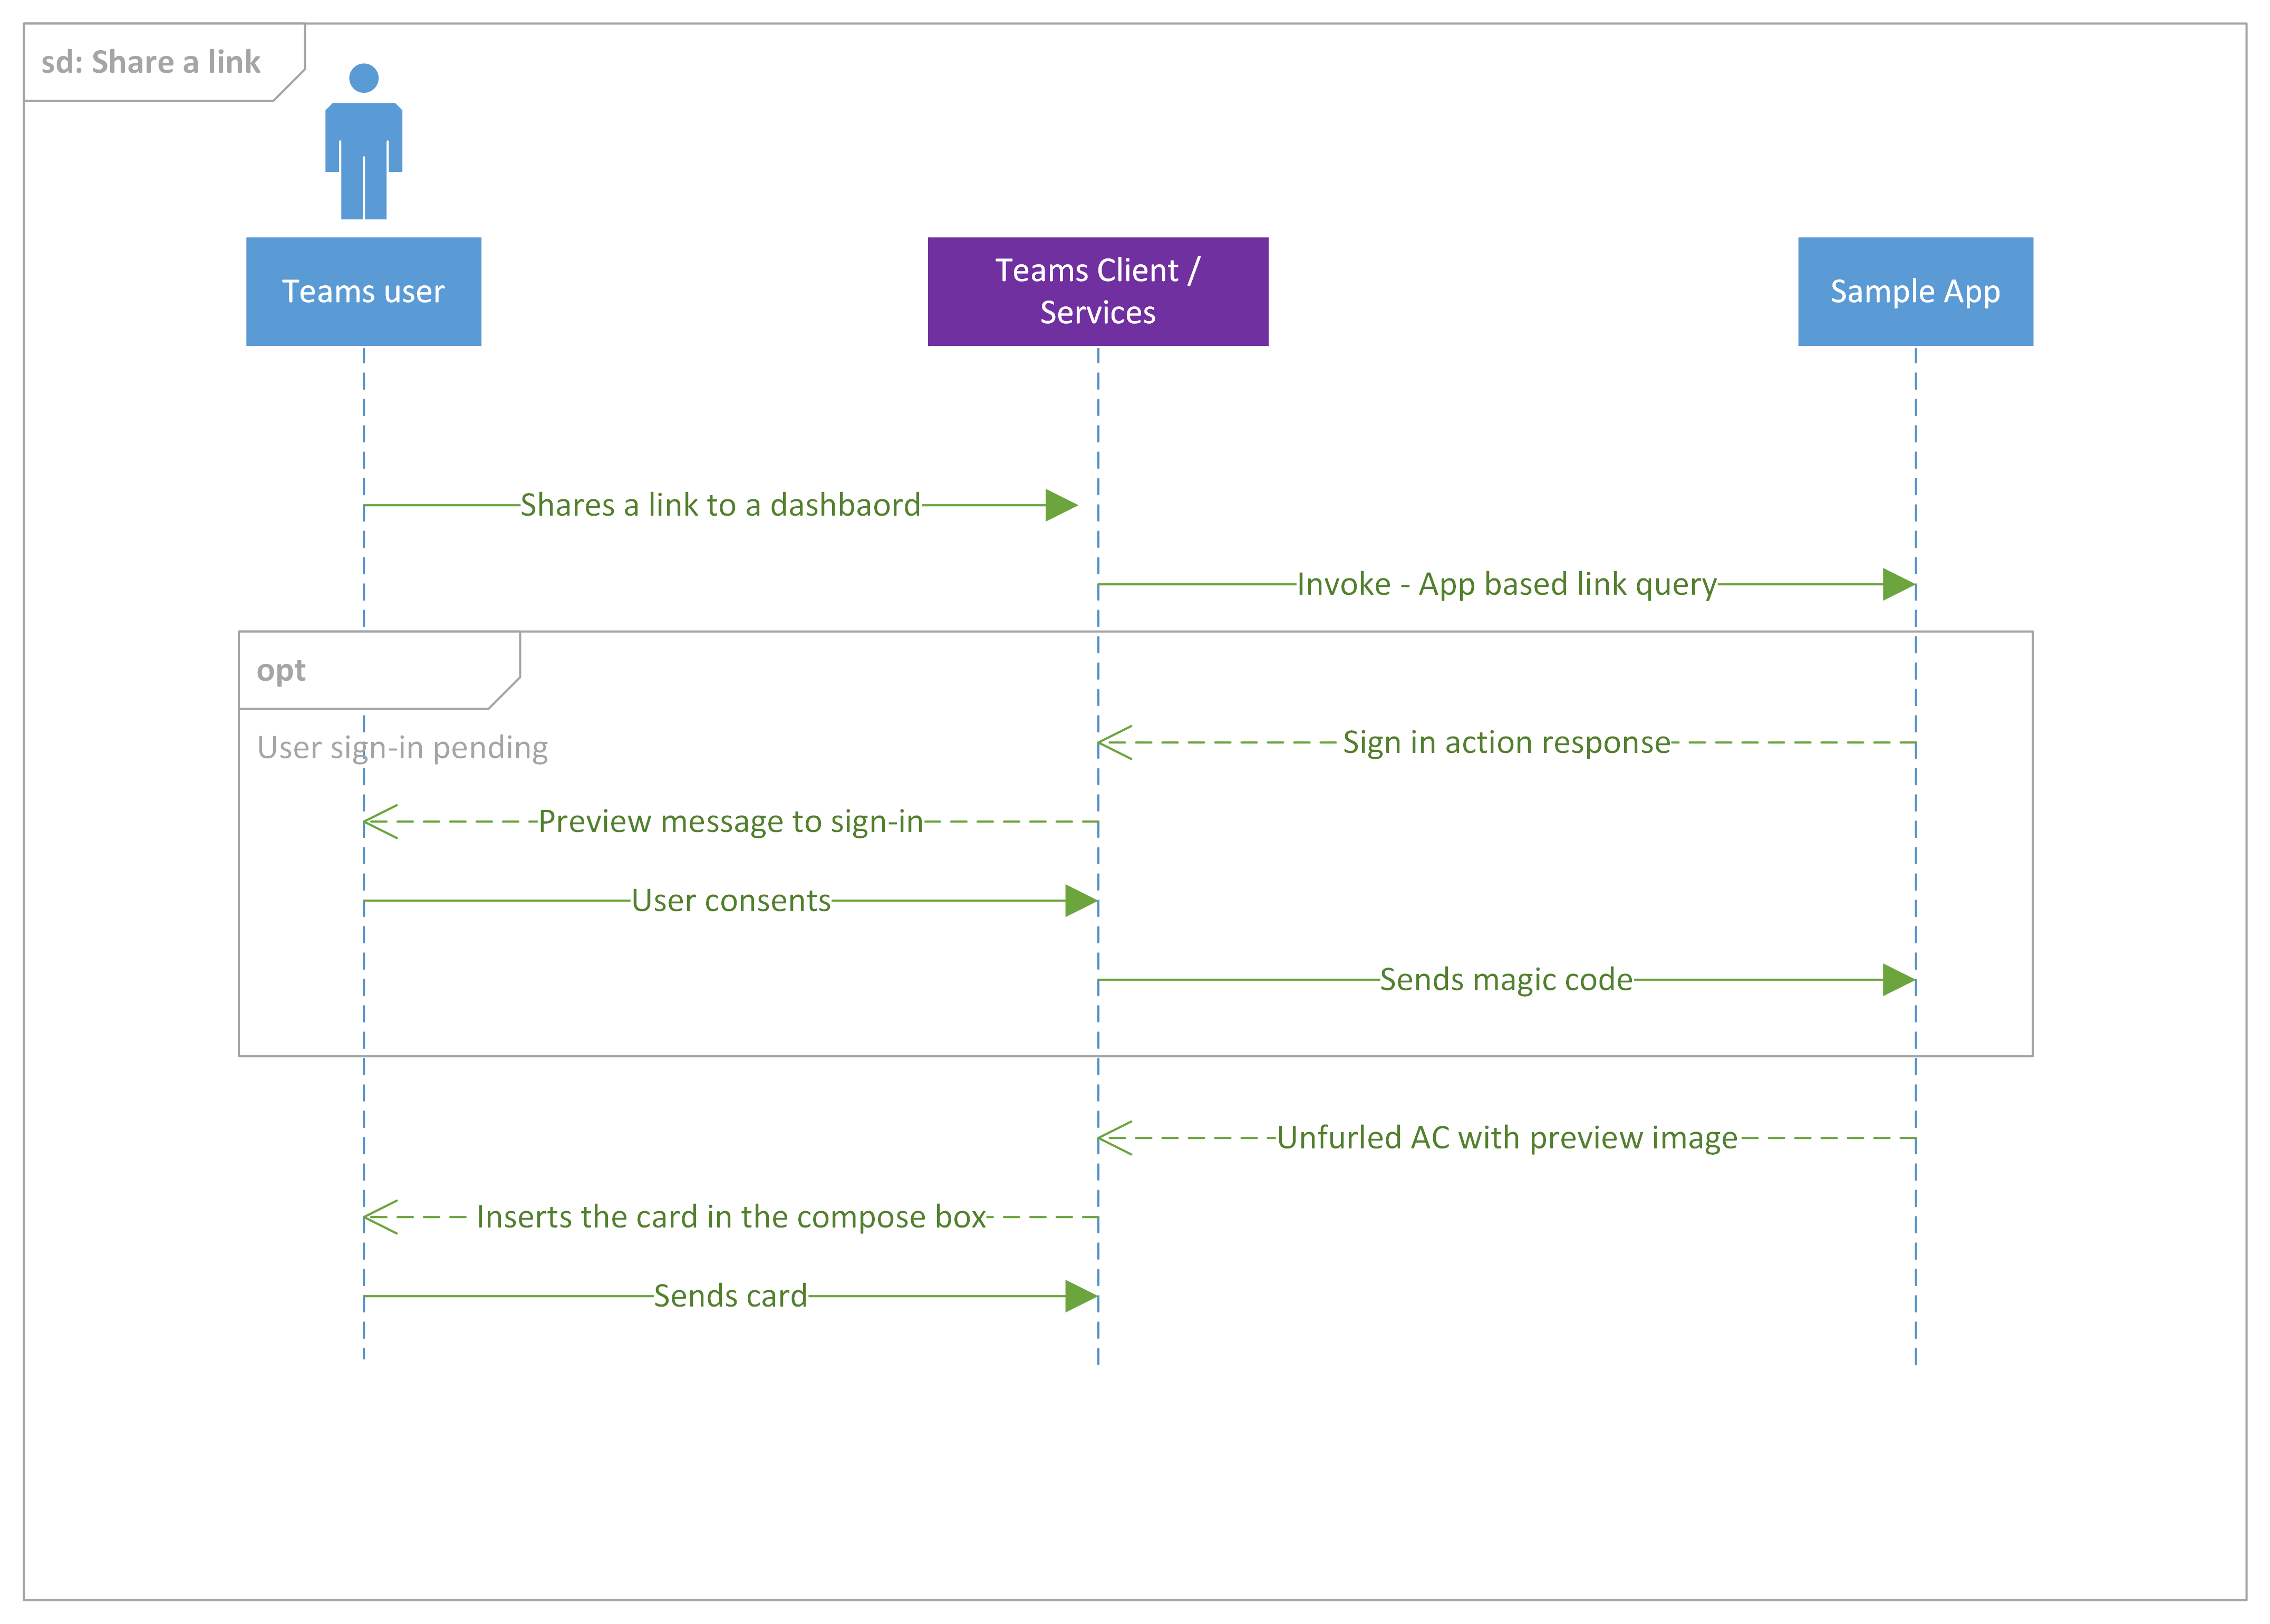 sd: Share a link
Teams user
Teams Client /
Services
Sample App
Shares a link to a dashbaord
Invoke - App based link query
opt
User sign-in pending
Sign in action response
Preview message to sign-in
User consents
Sends magic code
Unfurled AC with preview image
Inserts the card in the compose box
Sends card